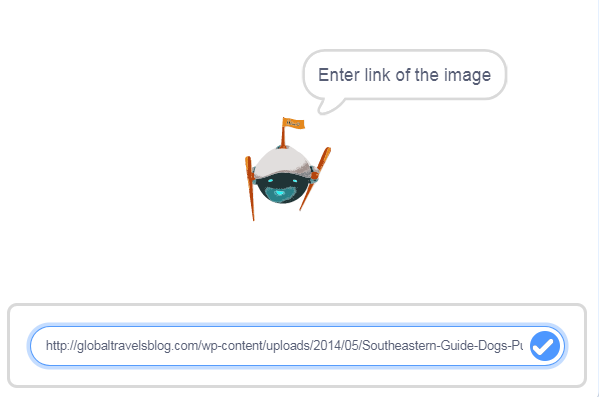 Enter link of the image
http://globaltravelsblog.com/wp-content/uploads/2014/05/Southeastern-Guide-Dogs-Pu